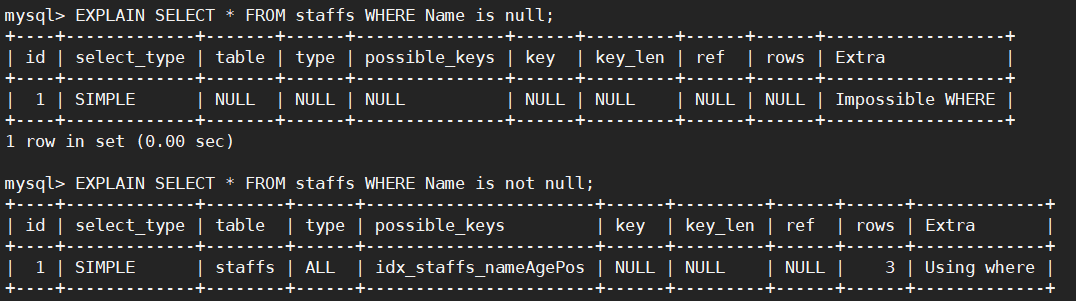 mysql> EXPLAIN SELECT * FROM staffs WHERE Name is null;
+----+-------------+-------+------+---------------+------+---------+------+------+------------------+
| id | select_type | table | type | possible_keys | key  | key_len | ref  | rows | Extra            |
+----+-------------+-------+------+---------------+------+---------+------+------+------------------+
|  1 | SIMPLE      | NULL  | NULL | NULL          | NULL | NULL    | NULL | NULL | Impossible WHERE |
+----+-------------+-------+------+---------------+------+---------+------+------+------------------+
1 row in set (0.00 sec)

mysql> EXPLAIN SELECT * FROM staffs WHERE Name is not null;
+----+-------------+--------+------+-----------------------+------+---------+------+------+-------------+
| id | select_type | table  | type | possible_keys         | key  | key_len | ref  | rows | Extra       |
+----+-------------+--------+------+-----------------------+------+---------+------+------+-------------+
|  1 | SIMPLE      | staffs | ALL  | idx_staffs_nameAgePos | NULL | NULL    | NULL |    3 | Using where |
+----+-------------+--------+------+-----------------------+------+---------+------+------+-------------+